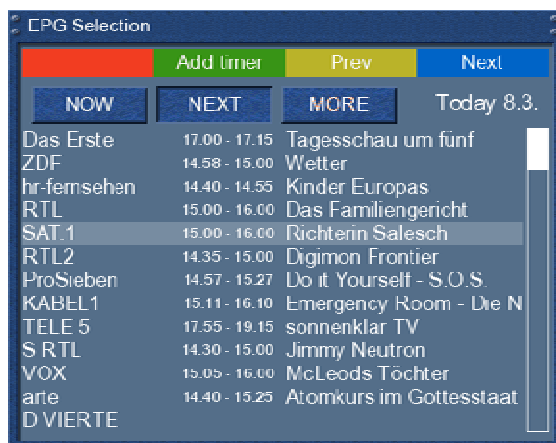 EPG Selection
Add timer Prev Next
NOW NEXT MORE Today 8.3.
Das Erste 17.00 - 17.15 Tagesschau um fünf
ZDF 14.58 - 15.00 Wetter
hr-fernsehen 14.40 - 14.55 Kinder Europas
RTL 15.00 - 16.00 Das Familiengericht
SAT.1 15.00 - 16.00 Richterin Salesch
RTL2 14.35 - 15.00 Digimon Frontier
ProSieben 14.57 - 15.27 Do it Yourself - S.O.S.
KABEL1 15.11 - 16.10 Emergency Room - Die N
TELE 5 17.55 - 19.15 sonnenklar TV
S RTL 14.30 - 15.00 Jimmy Neutron
VOX 15.05 - 16.00 McLeods Töchter
arte 14.40 - 15.25 Atomkurs im Gottesstaat
D VIERTE